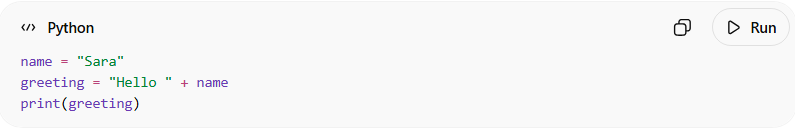 Python
Run
name = "Sara"
greeting = "Hello " + name
print(greeting)